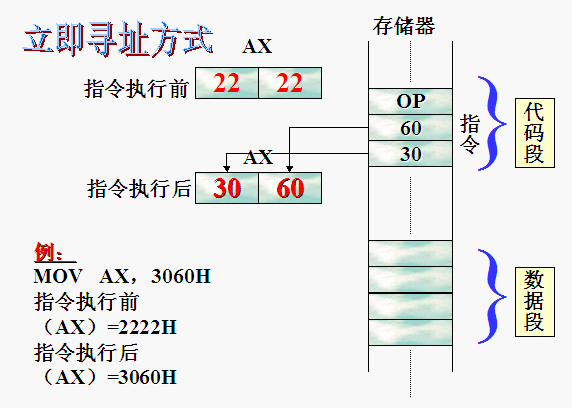 立即寻址方式
AX
存储器
指令执行前
22 22
OP
60
30
指令
代码段
AX
指令执行后
30 60
例：
MOV AX，3060H
指令执行前
（AX）=2222H
指令执行后
（AX）=3060H
数据段